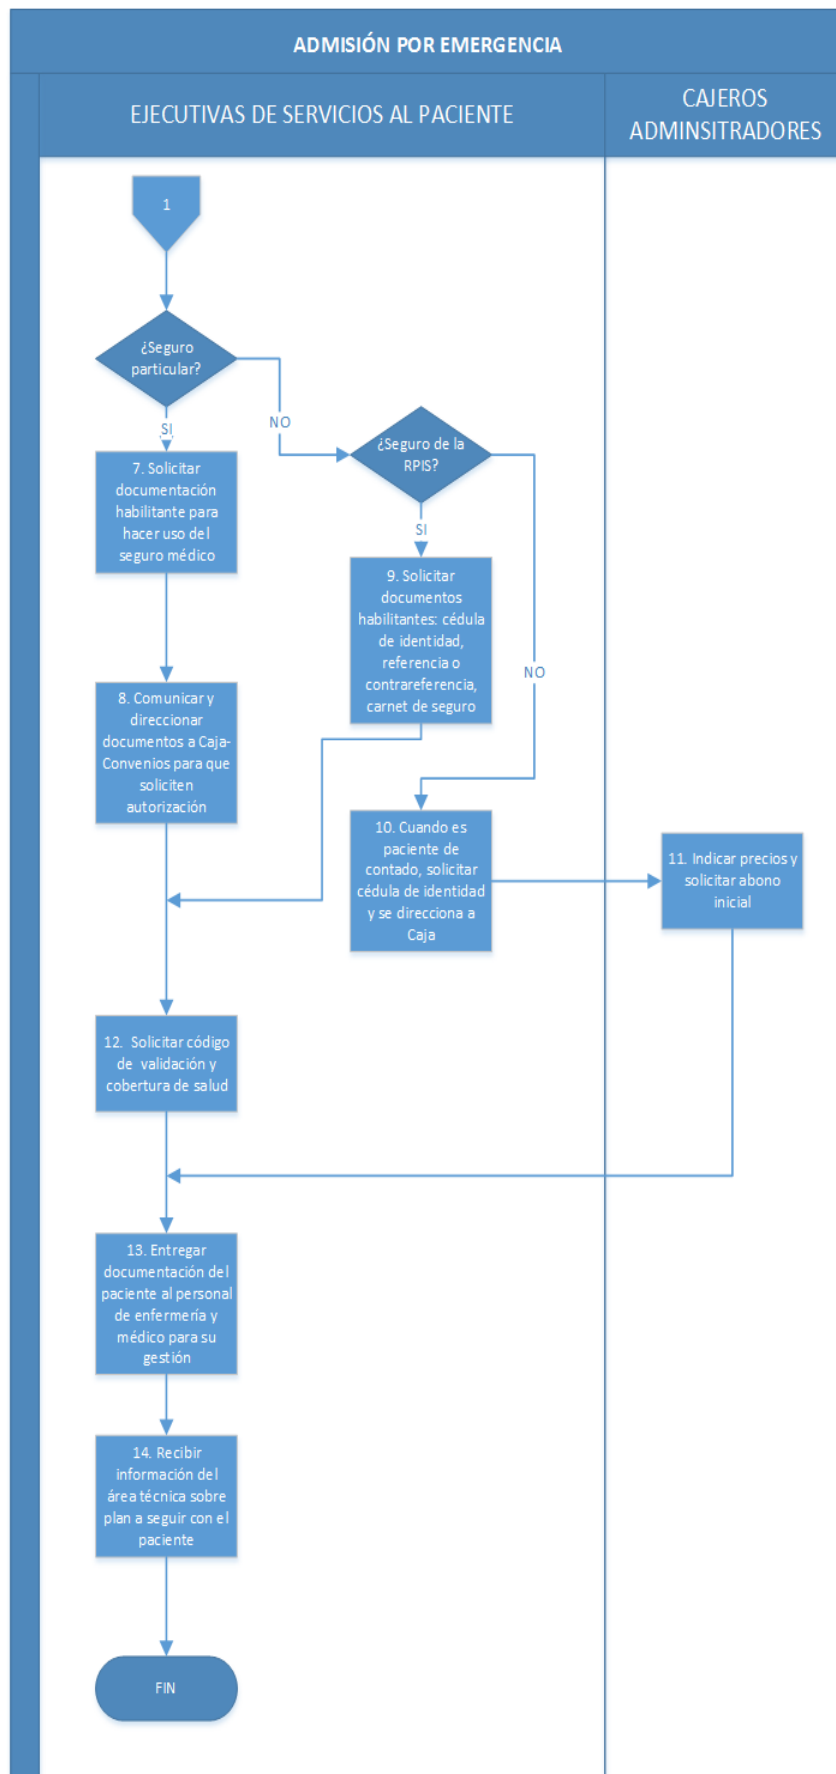 ADMISIÓN POR EMERGENCIA
EJECUTIVAS DE SERVICIOS AL PACIENTE
CAJEROS
ADMINSITRADORES
1
¿Seguro
particular?
NO
SI
¿Seguro de la
RPIS?
SI
NO
7. Solicitar
documentación
habilitante para
hacer uso del
seguro médico
9. Solicitar
documentos
habilitantes: cédula
de identidad,
referencia o
contrareferencia,
carnet de seguro
8. Comunicar y
direccionar
documentos a Caja-
Convenios para que
soliciten
autorización
10. Cuando es
paciente de
contado, solicitar
cédula de identidad
y se direcciona a
Caja
11. Indicar precios y
solicitar abono
inicial
12. Solicitar código
de validación y
cobertura de salud
13. Entregar
documentación del
paciente al personal
de enfermería y
médico para su
gestión
14. Recibir
información del
área técnica sobre
plan a seguir con el
paciente
FIN